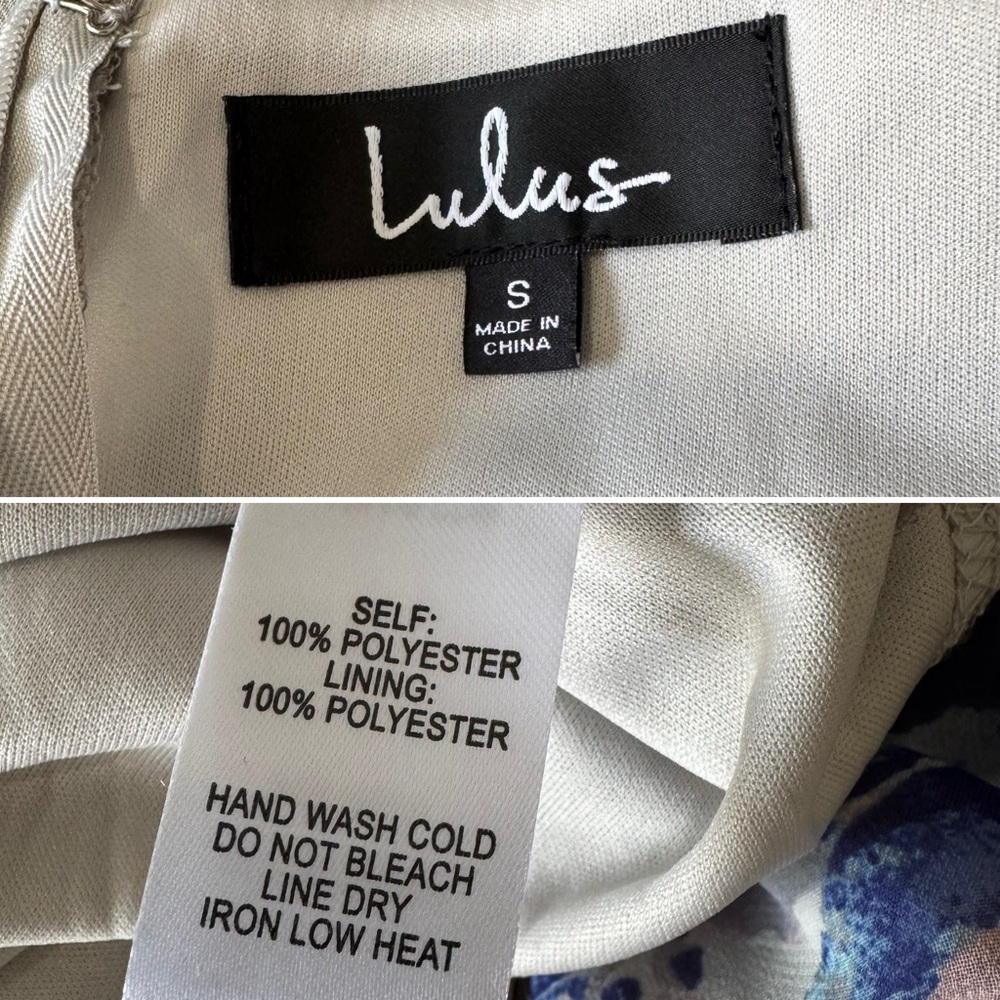 Lulus
S
MADE IN
CHINA
SELF:
100% POLYESTER
LINING:
100% POLYESTER
HAND WASH COLD
DO NOT BLEACH
LINE DRY
IRON LOW HEAT